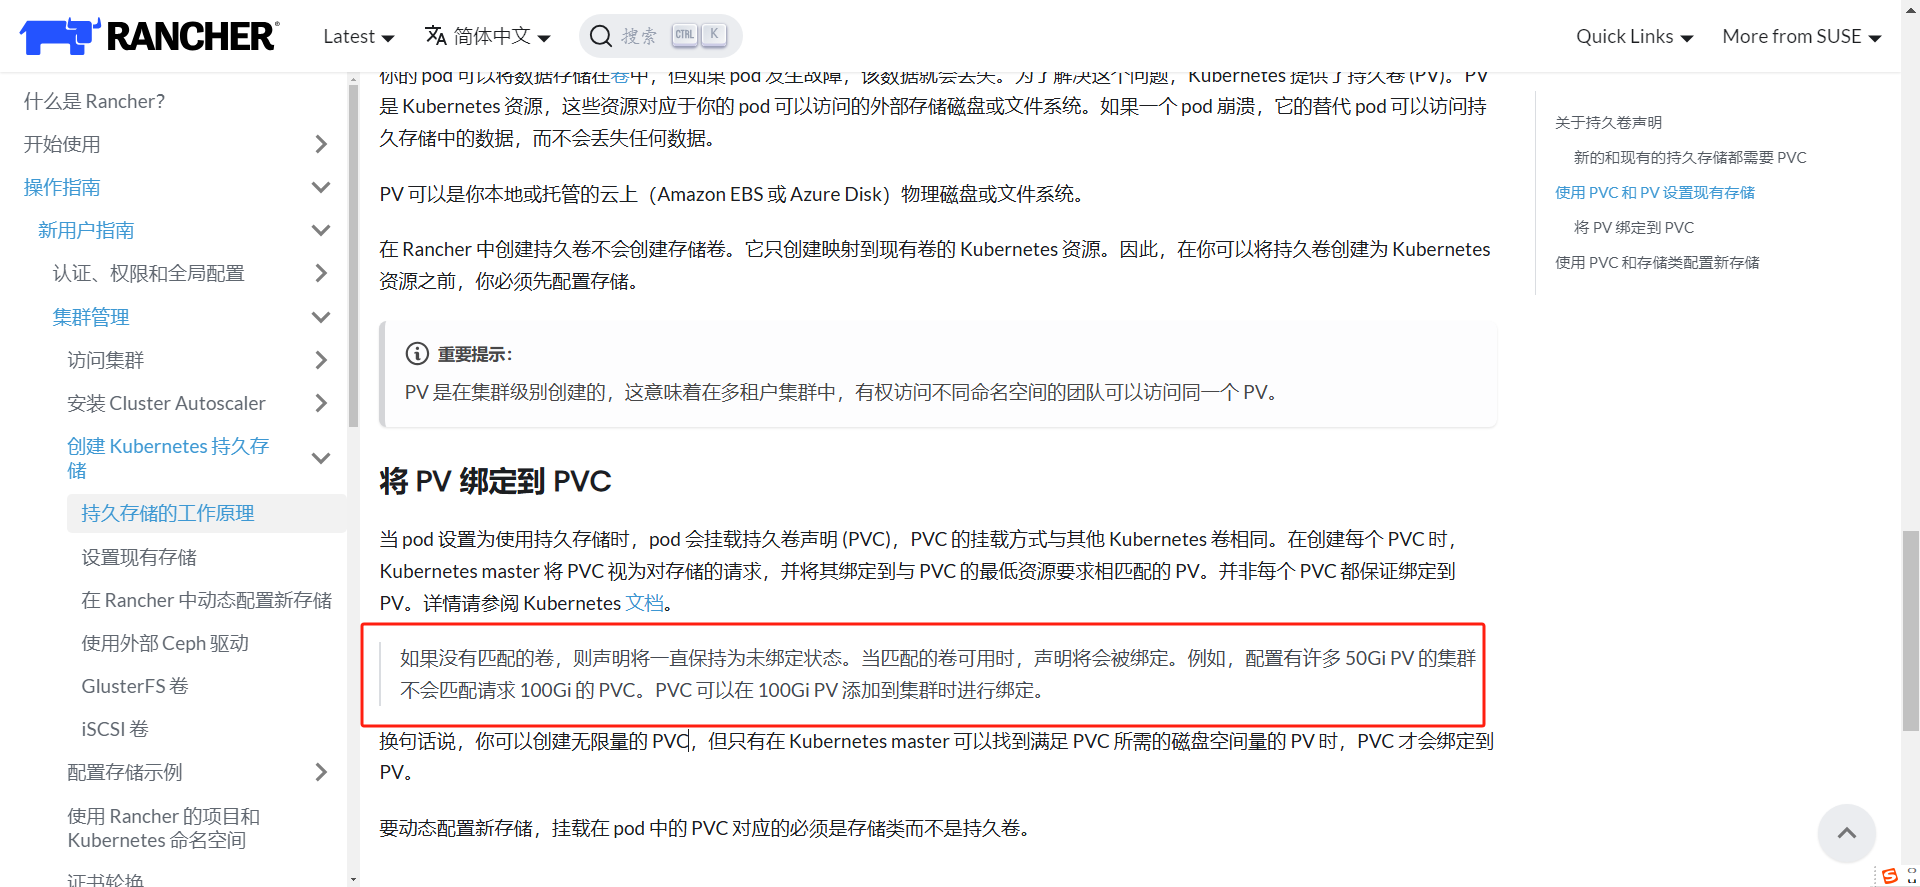 RANCHER
Latest
简体中文
搜索
CTRL K
Quick Links
More from SUSE
什么是 Rancher?
开始使用
操作指南
新用户指南
认证、权限和全局配置
集群管理
访问集群
安装 Cluster Autoscaler
创建 Kubernetes 持久存
储
持久存储的工作原理
设置现有存储
在 Rancher 中动态配置新存储
使用外部 Ceph 驱动
GlusterFS 卷
iSCSI 卷
配置存储示例
使用 Rancher 的项目和
Kubernetes 命名空间
证书轮换
你的 pod 可以将数据存储在卷中，但如果 pod 发生故障，该数据就会丢失。为了解决这个问题，Kubernetes 提供了持久卷 (PV)。PV
是 Kubernetes 资源，这些资源对应于你的 pod 可以访问的外部存储磁盘或文件系统。如果一个 pod 崩溃，它的替代 pod 可以访问持
久存储中的数据，而不会丢失任何数据。
PV 可以是你本地或托管的云上（Amazon EBS 或 Azure Disk）物理磁盘或文件系统。
在 Rancher 中创建持久卷不会创建存储卷。它只创建映射到现有卷的 Kubernetes 资源。因此，在你可以将持久卷创建为 Kubernetes
资源之前，你必须先配置存储。
重要提示：
PV 是在集群级别创建的，这意味着在多租户集群中，有权访问不同命名空间的团队可以访问同一个 PV。
将 PV 绑定到 PVC
当 pod 设置为使用持久存储时，pod 会挂载持久卷声明 (PVC)，PVC 的挂载方式与其他 Kubernetes 卷相同。在创建每个 PVC 时，
Kubernetes master 将 PVC 视为对存储的请求，并将其绑定到与 PVC 的最低资源要求相匹配的 PV。并非每个 PVC 都保证绑定到
PV。详情请参阅 Kubernetes 文档。
如果没有匹配的卷，则声明将一直保持为未绑定状态。当匹配的卷可用时，声明将会被绑定。例如，配置有许多 50Gi PV 的集群
不会匹配请求 100Gi 的 PVC。PVC 可以在 100Gi PV 添加到集群时进行绑定。
换句话说，你可以创建无限量的 PVC，但只有在 Kubernetes master 可以找到满足 PVC 所需的磁盘空间量的 PV 时，PVC 才会绑定到
PV。
要动态配置新存储，挂载在 pod 中的 PVC 对应的必须是存储类而不是持久卷。
关于持久卷声明
新的和现有的持久存储都需要 PVC
使用 PVC 和 PV 设置现有存储
将 PV 绑定到 PVC
使用 PVC 和存储类配置新存储